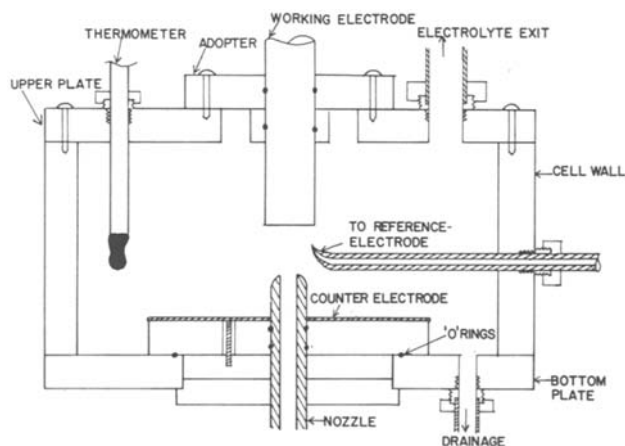 WORKING ELECTRODE
THERMOMETER
ADOPTER
ELECTROLYTE EXIT
UPPER PLATE
CELL WALL
TO REFERENCE-
ELECTRODE
COUNTER ELECTRODE
'O'RINGS
BOTTOM
PLATE
NOZZLE
DRAINAGE